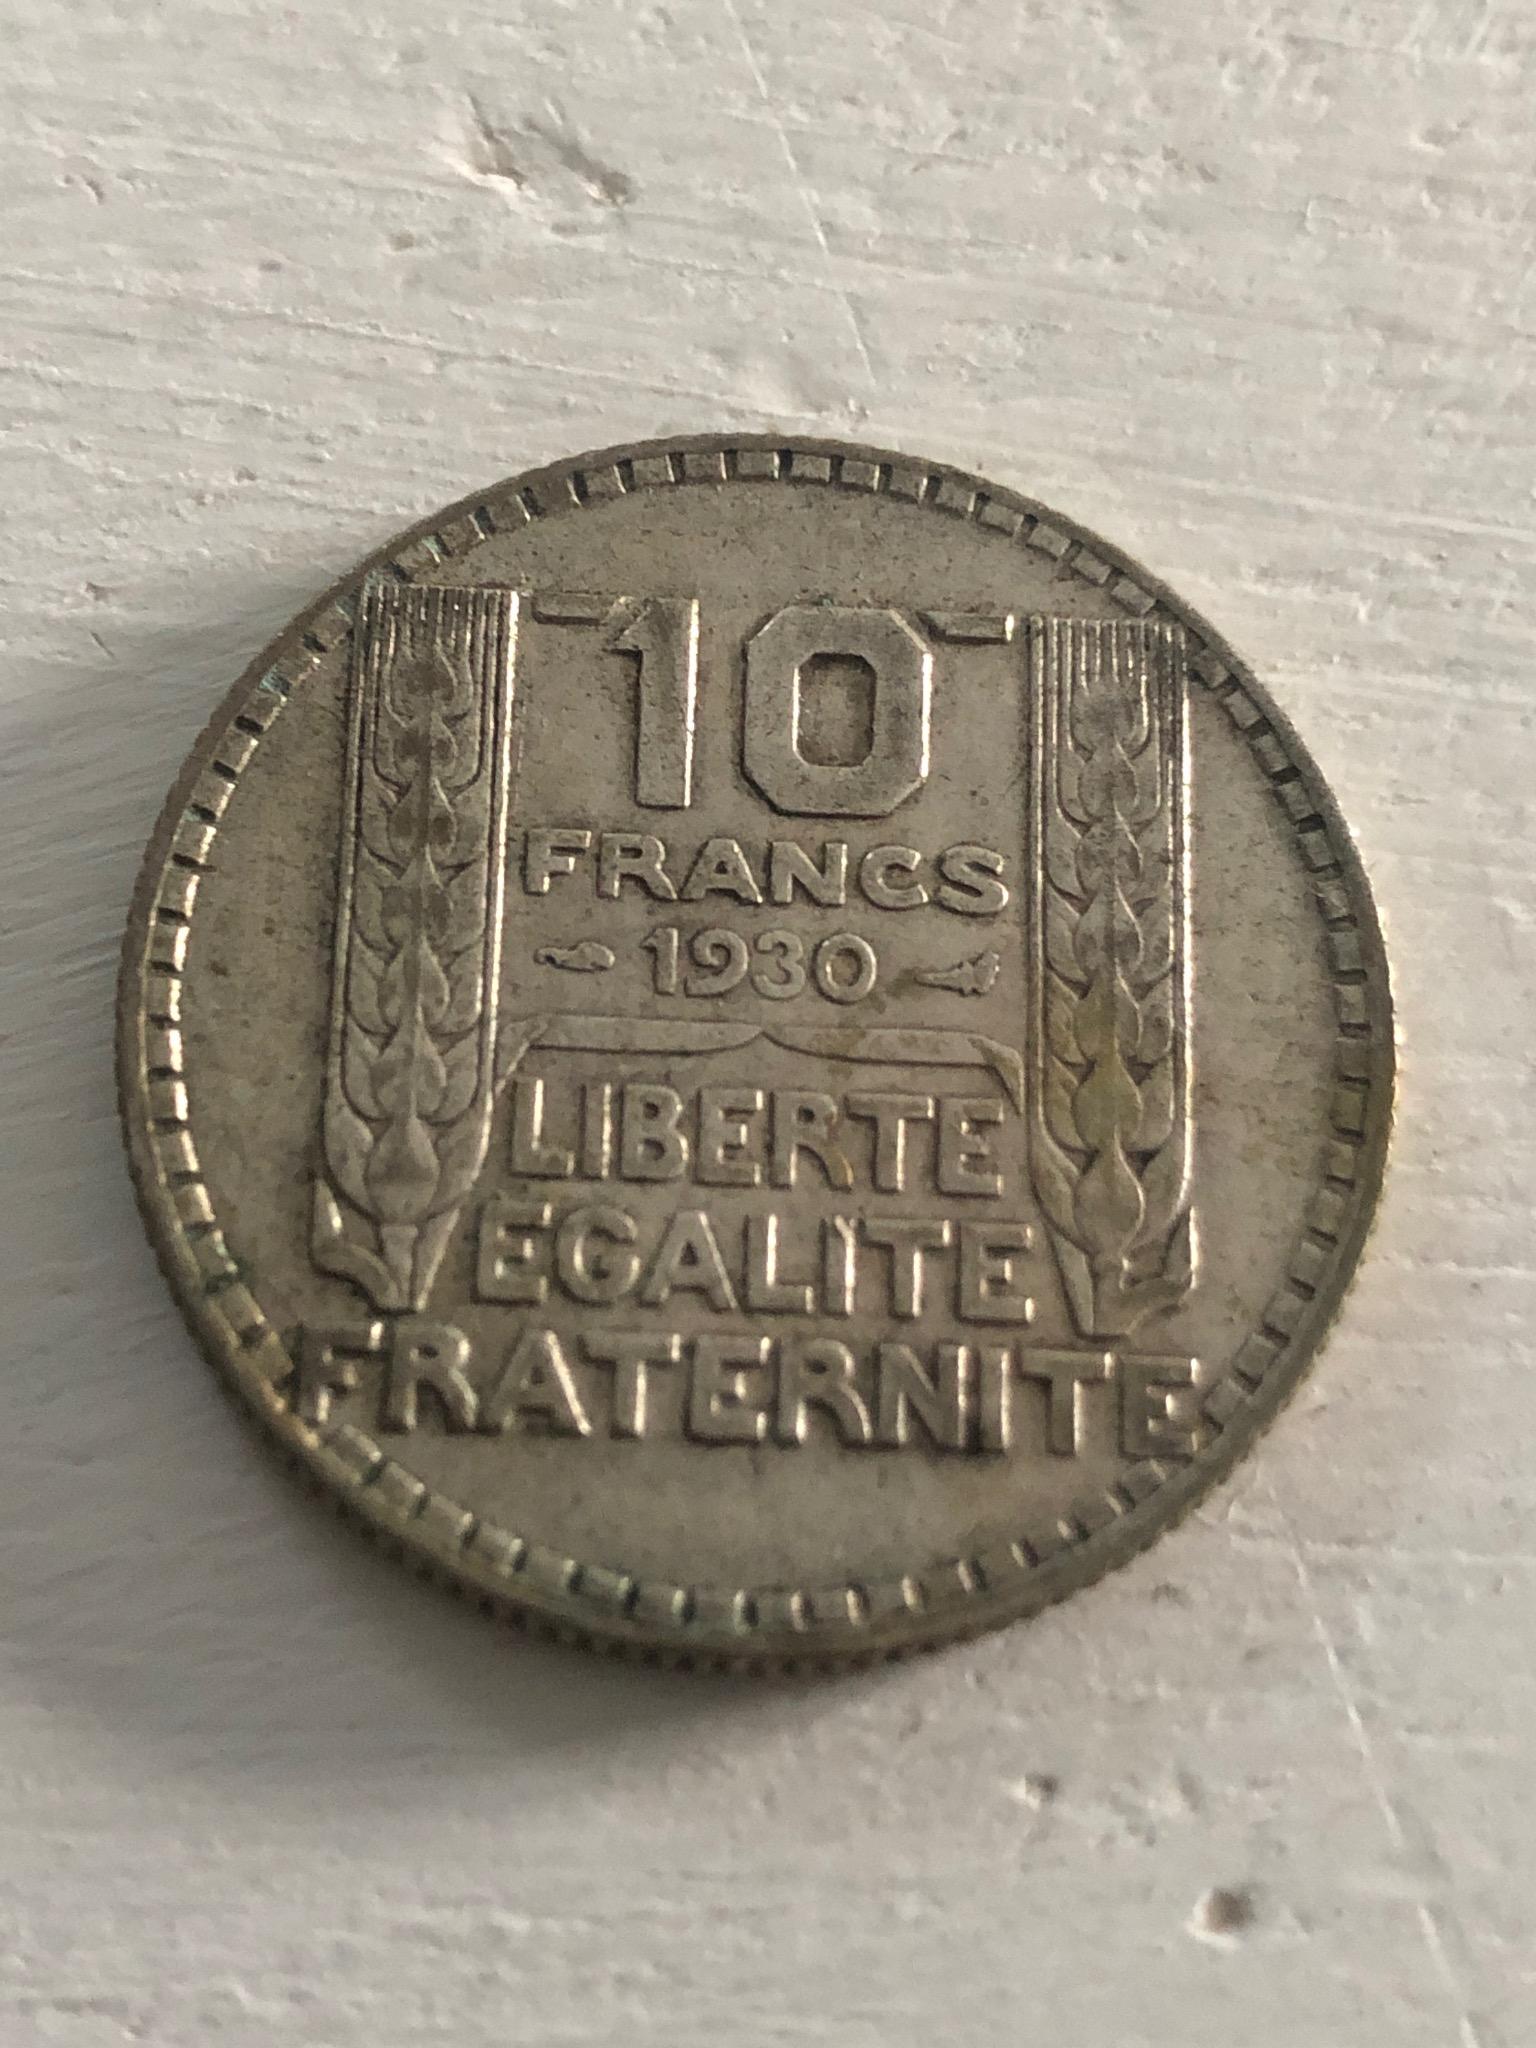 10
FRANCS
1930
LIBERTE
EGALITE
FRATERNITE